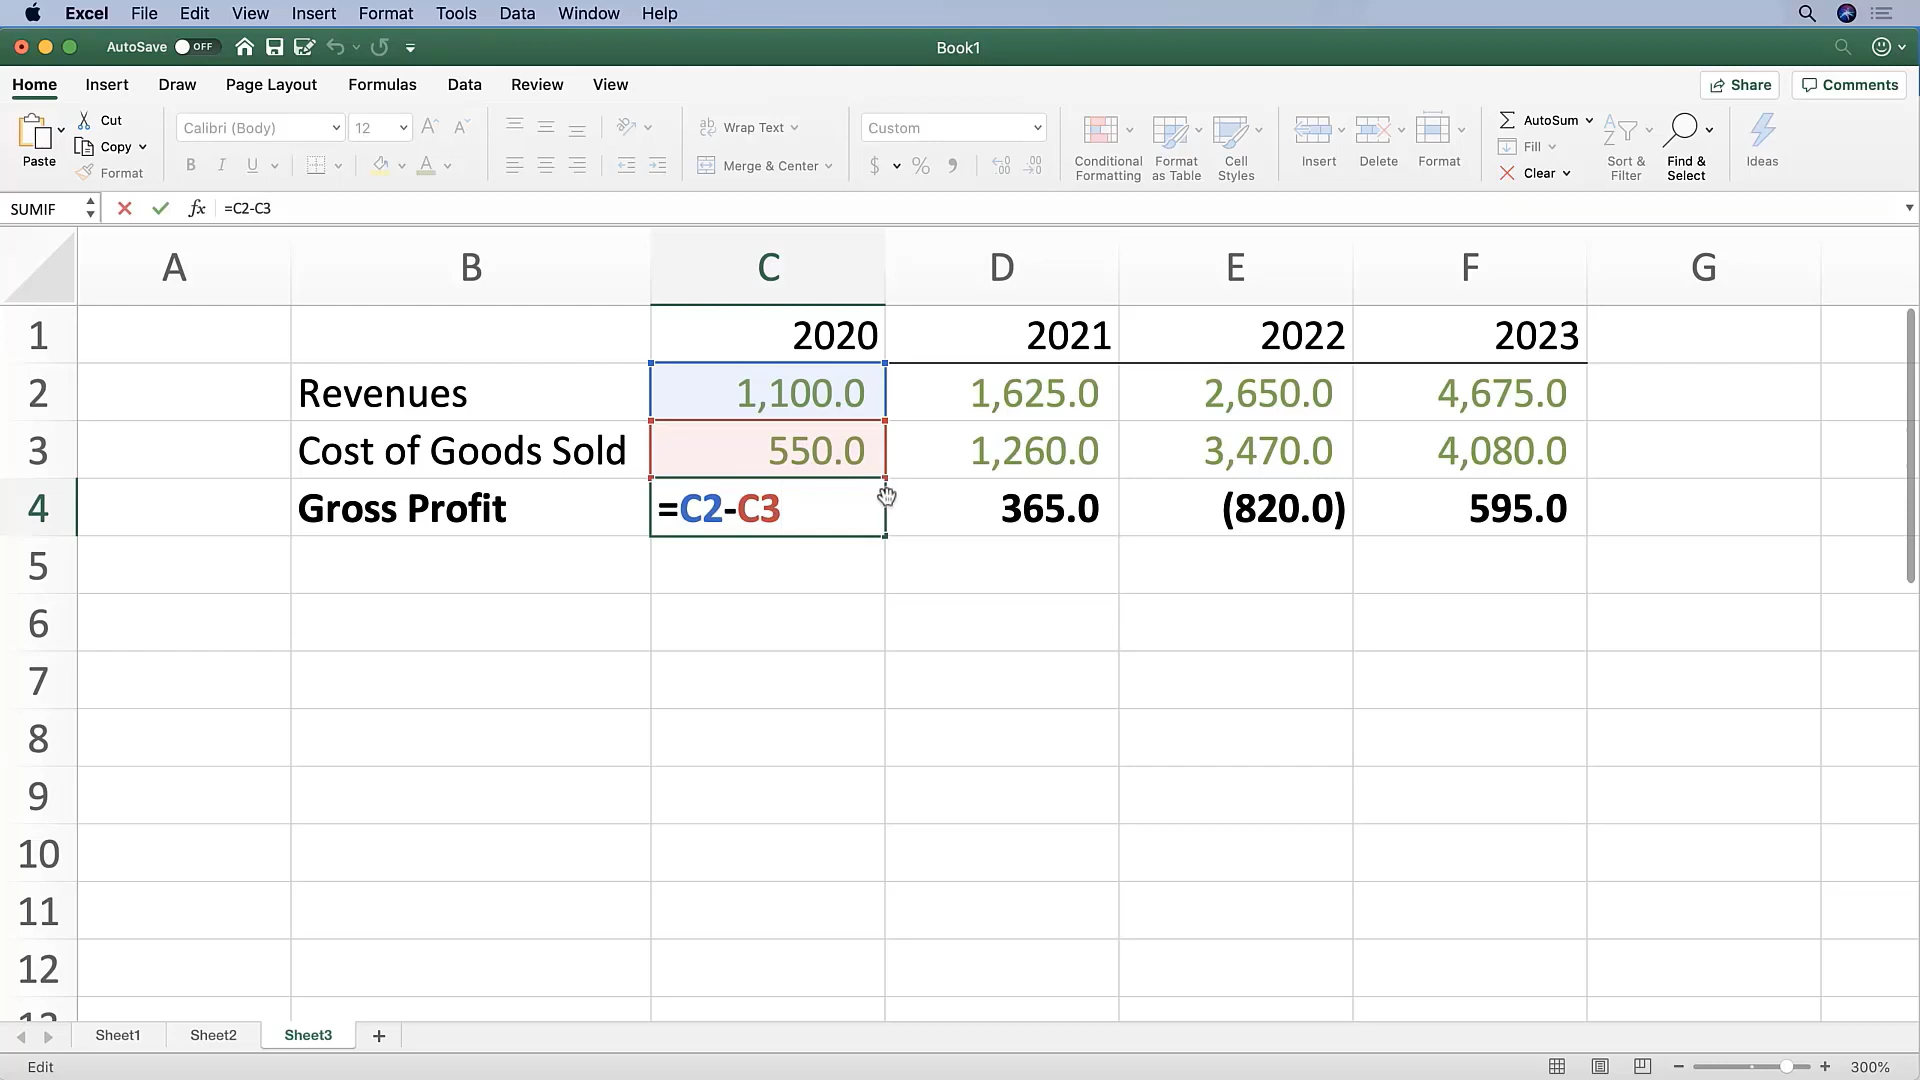 Excel File Edit View Insert Format Tools Data Window Help
AutoSave OFF Book1
Home Insert Draw Page Layout Formulas Data Review View Share Comments
Paste Cut Copy Format
Calibri (Body) 12
B I U A
ab Wrap Text
Merge & Center
Custom
$ % 
Conditional Formatting
Format as Table
Cell Styles
Insert Delete Format
AutoSum
Fill
Clear
Sort & Filter
Find & Select
Ideas
SUMIF fx =C2-C3
A B C D E F G
1 2020 2021 2022 2023
2 Revenues 1,100.0 1,625.0 2,650.0 4,675.0
3 Cost of Goods Sold 550.0 1,260.0 3,470.0 4,080.0
4 Gross Profit =C2-C3 365.0 (820.0) 595.0
5
6
7
8
9
10
11
12
Sheet1 Sheet2 Sheet3 +
Edit 300%